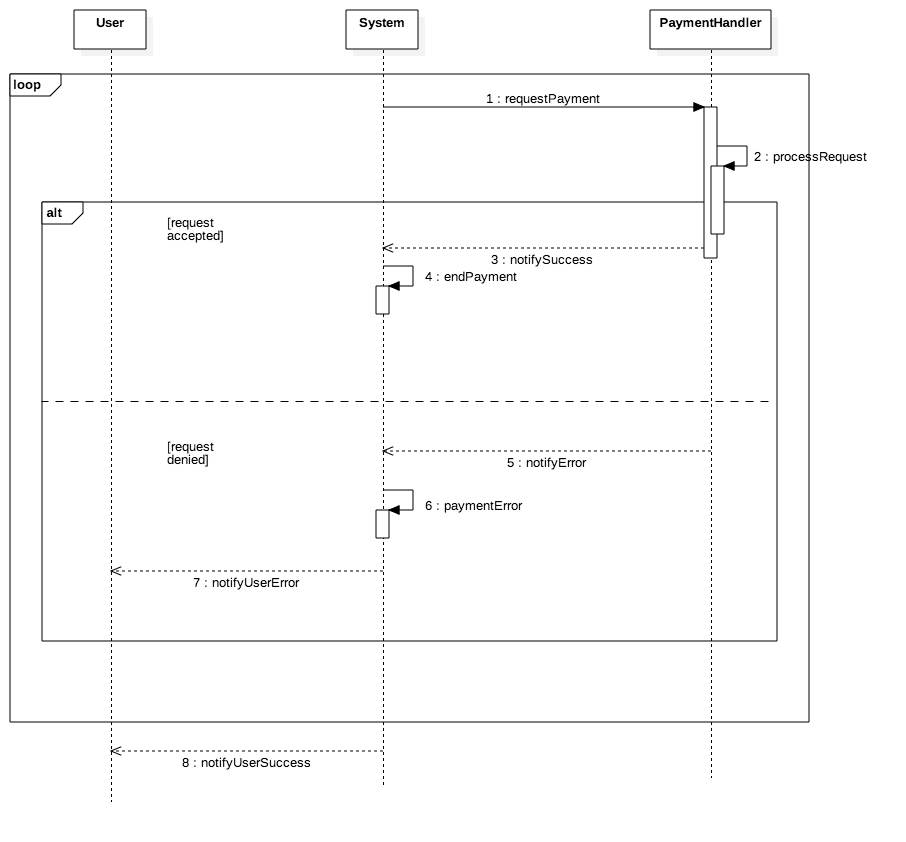 User
System
PaymentHandler
loop
1 : requestPayment
2 : processRequest
alt
[request
accepted]
3 : notifySuccess
4 : endPayment
[request
denied]
5 : notifyError
6 : paymentError
7 : notifyUserError
8 : notifyUserSuccess